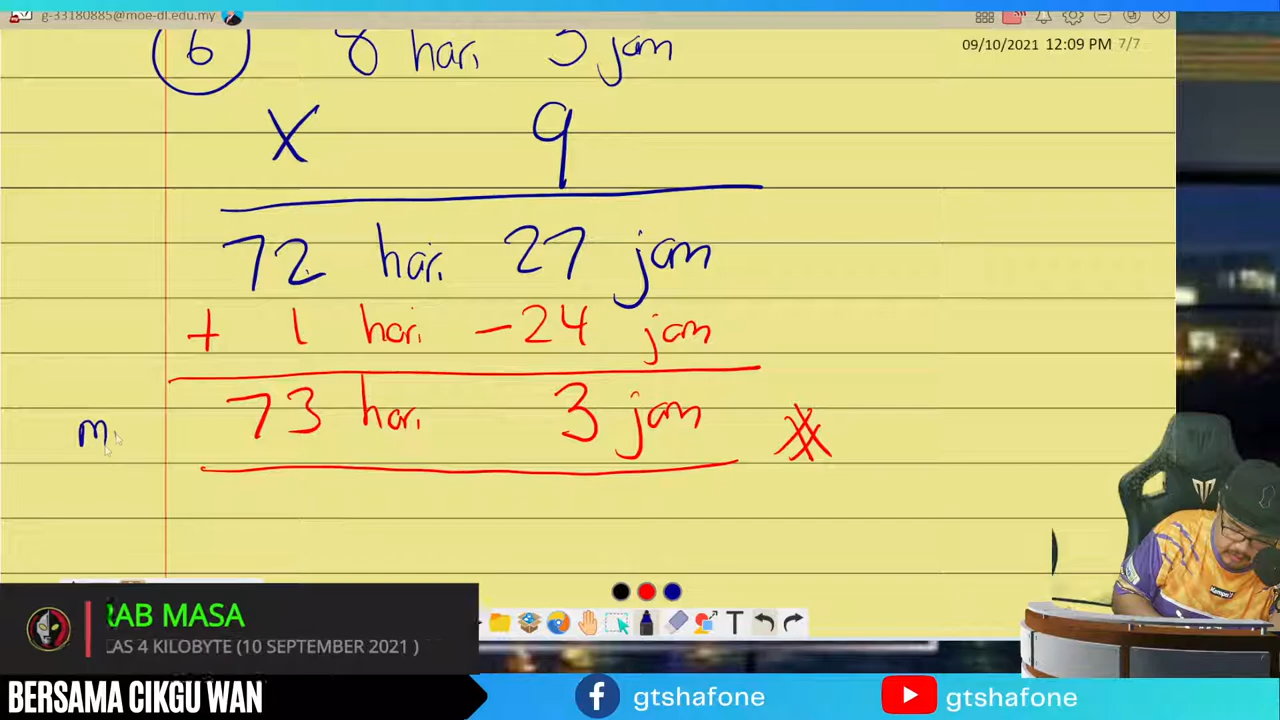 g-33180885@moe-dl.edu.my
09/10/2021 12:09 PM 7/7
6 8 hari 3 jam
X 9
72 hari 27 jam
+ 1 hari - 24 jam
73 hari 3 jam
m
RAB MASA
LAS 4 KILOBYTE (10 SEPTEMBER 2021 )
T
BERSAMA CIKGU WAN
gtshafone
gtshafone